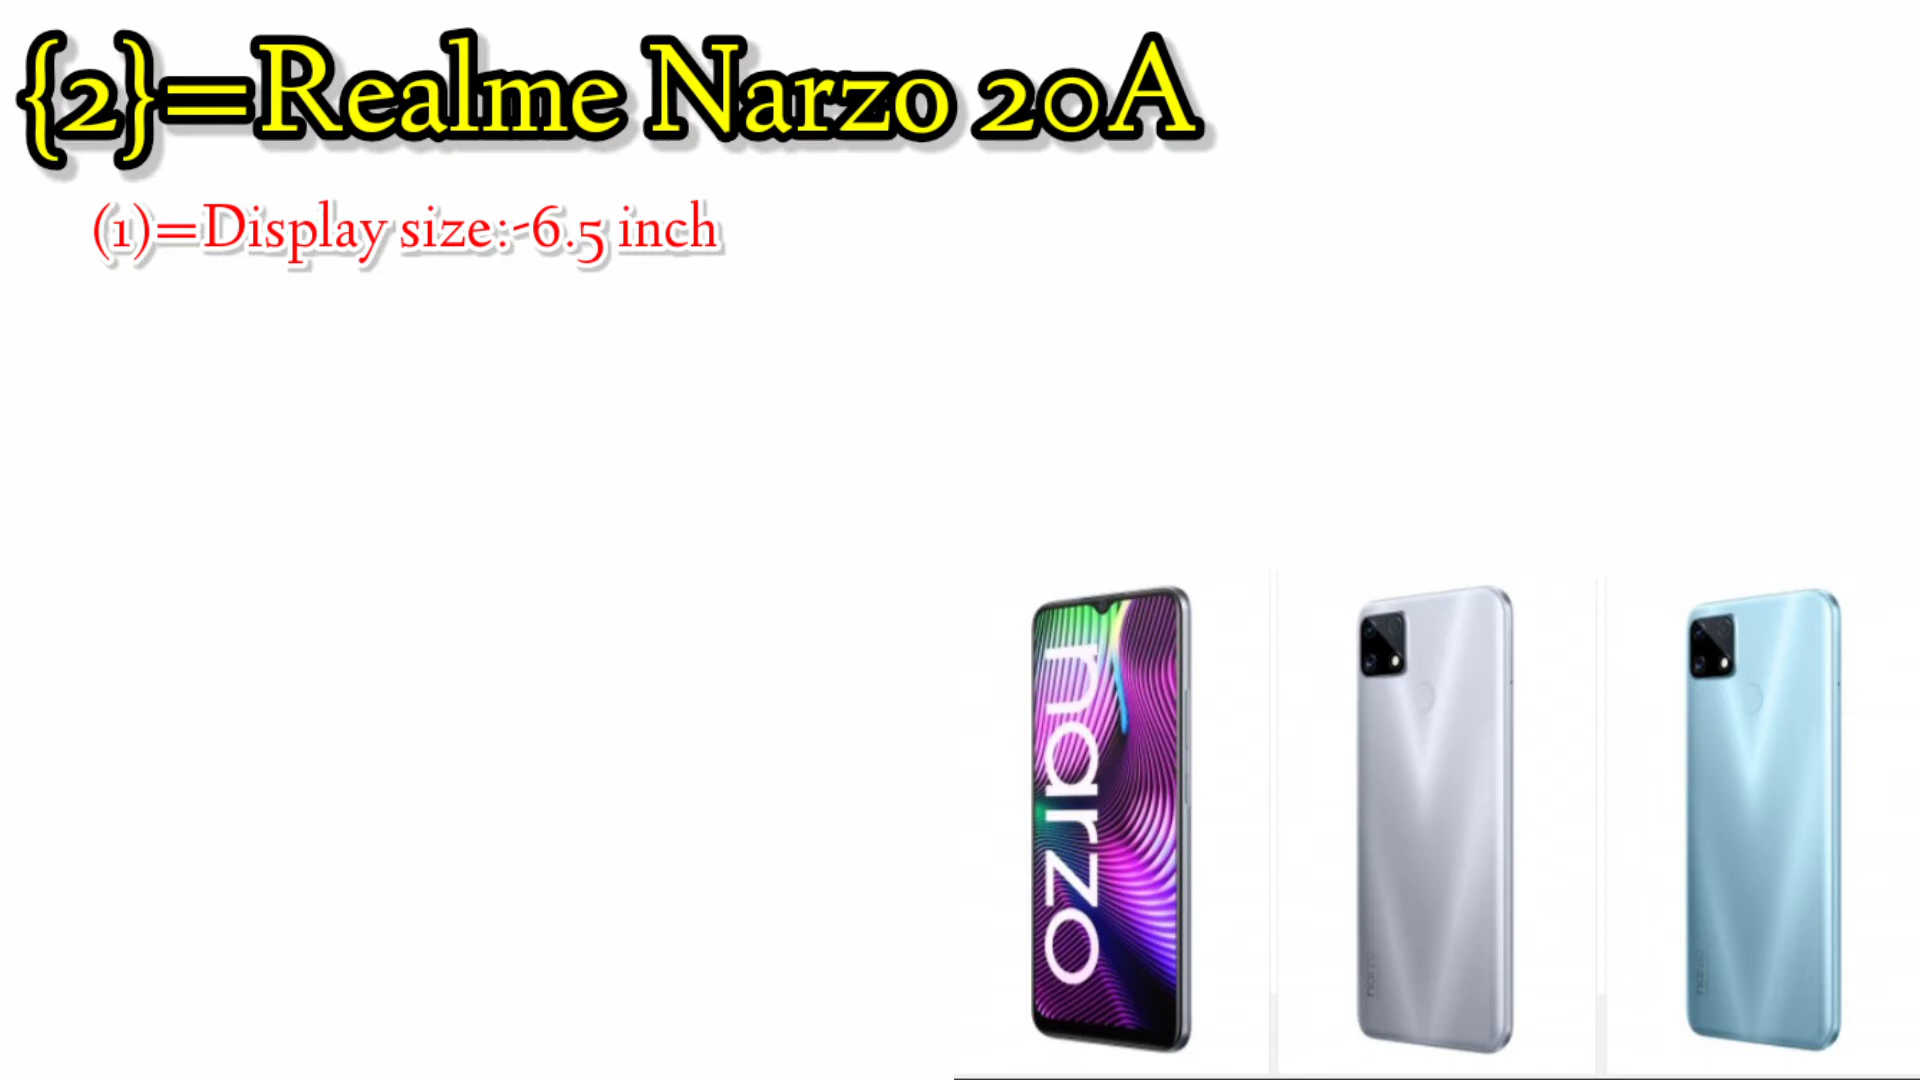 {2}=Realme Narzo 20A
(1)=Display size:-6.5 inch
narzo